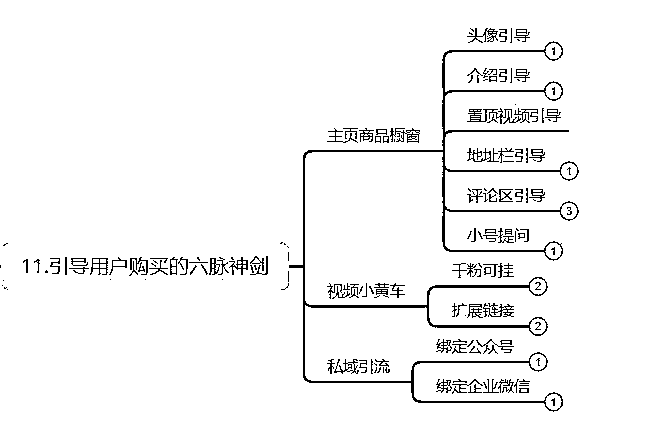 11.引导用户购买的六脉神剑
主页商品橱窗
头像引导 1
介绍引导 1
置顶视频引导
地址栏引导 1
评论区引导 3
小号提问 1
视频小黄车
千粉可挂 2
扩展链接 2
私域引流
绑定公众号 1
绑定企业微信 1